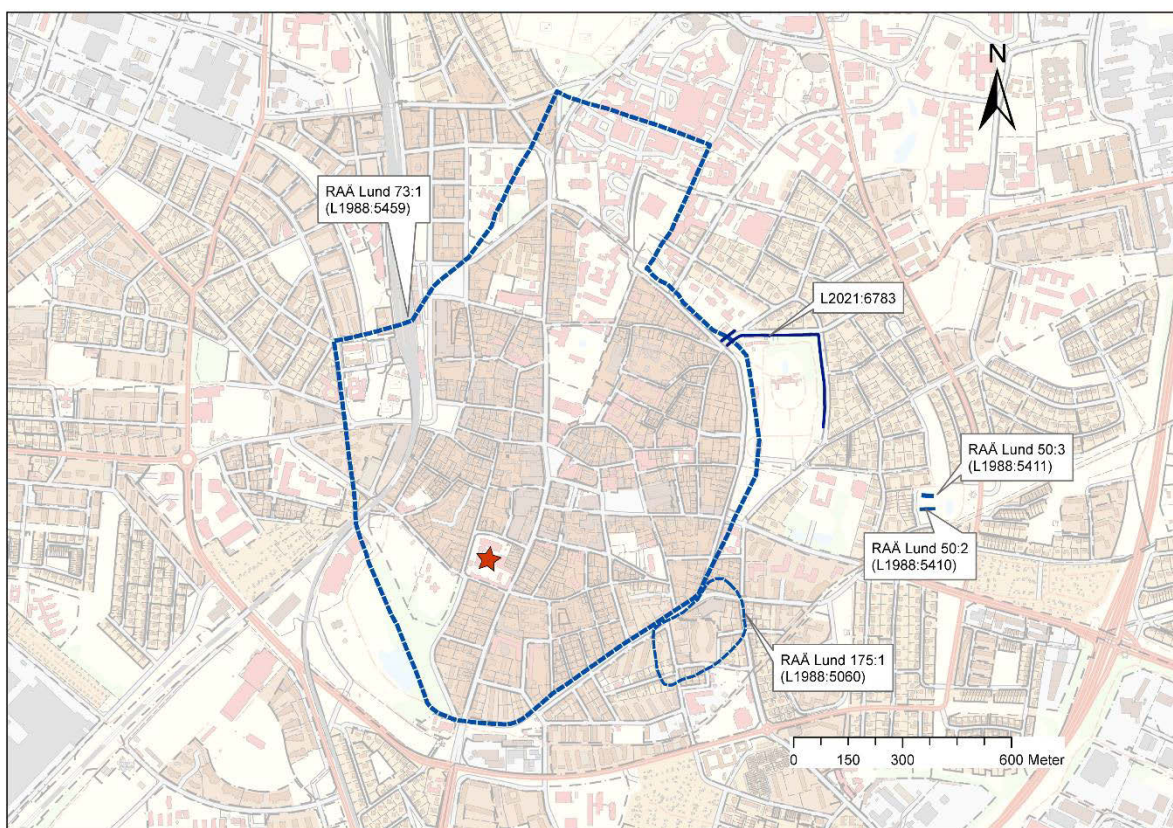 N
RAÄ Lund 73:1
(L1988:5459)
L2021:6783
RAÄ Lund 50:3
(L1988:5411)
RAÄ Lund 50:2
(L1988:5410)
RAÄ Lund 175:1
(L1988:5060)
0 150 300 600 Meter